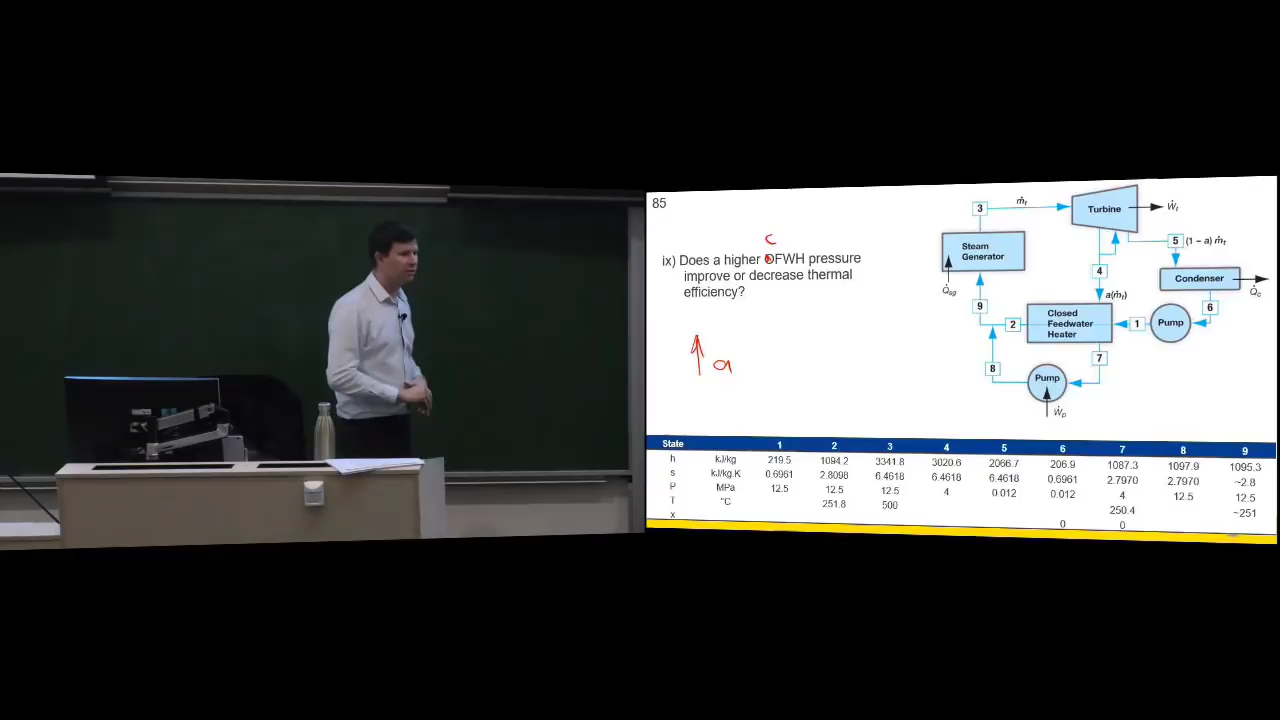 85
c
ix) Does a higher OFWH pressure
improve or decrease thermal
efficiency?
a
3
ṁt
Turbine
Ẇt
Steam
Generator
5
(1 – a) ṁt
Condenser
Q̇c
Q̇sg
4
a(ṁt)
9
2
Closed
Feedwater
Heater
1
Pump
6
8
7
Pump
Ẇp
State 1 2 3 4 5 6 7 8 9
h kJ/kg 219.5 1094.2 3341.8 3020.6 2066.7 206.9 1087.3 1097.9 1095.3
s kJ/kg.K 0.6961 2.8098 6.4618 6.4618 6.4618 0.6961 2.7970 2.7970 ~2.8
P MPa 12.5 12.5 12.5 4 0.012 0.012 4 12.5 12.5
T °C 251.8 500 250.4 ~251
x 0 0